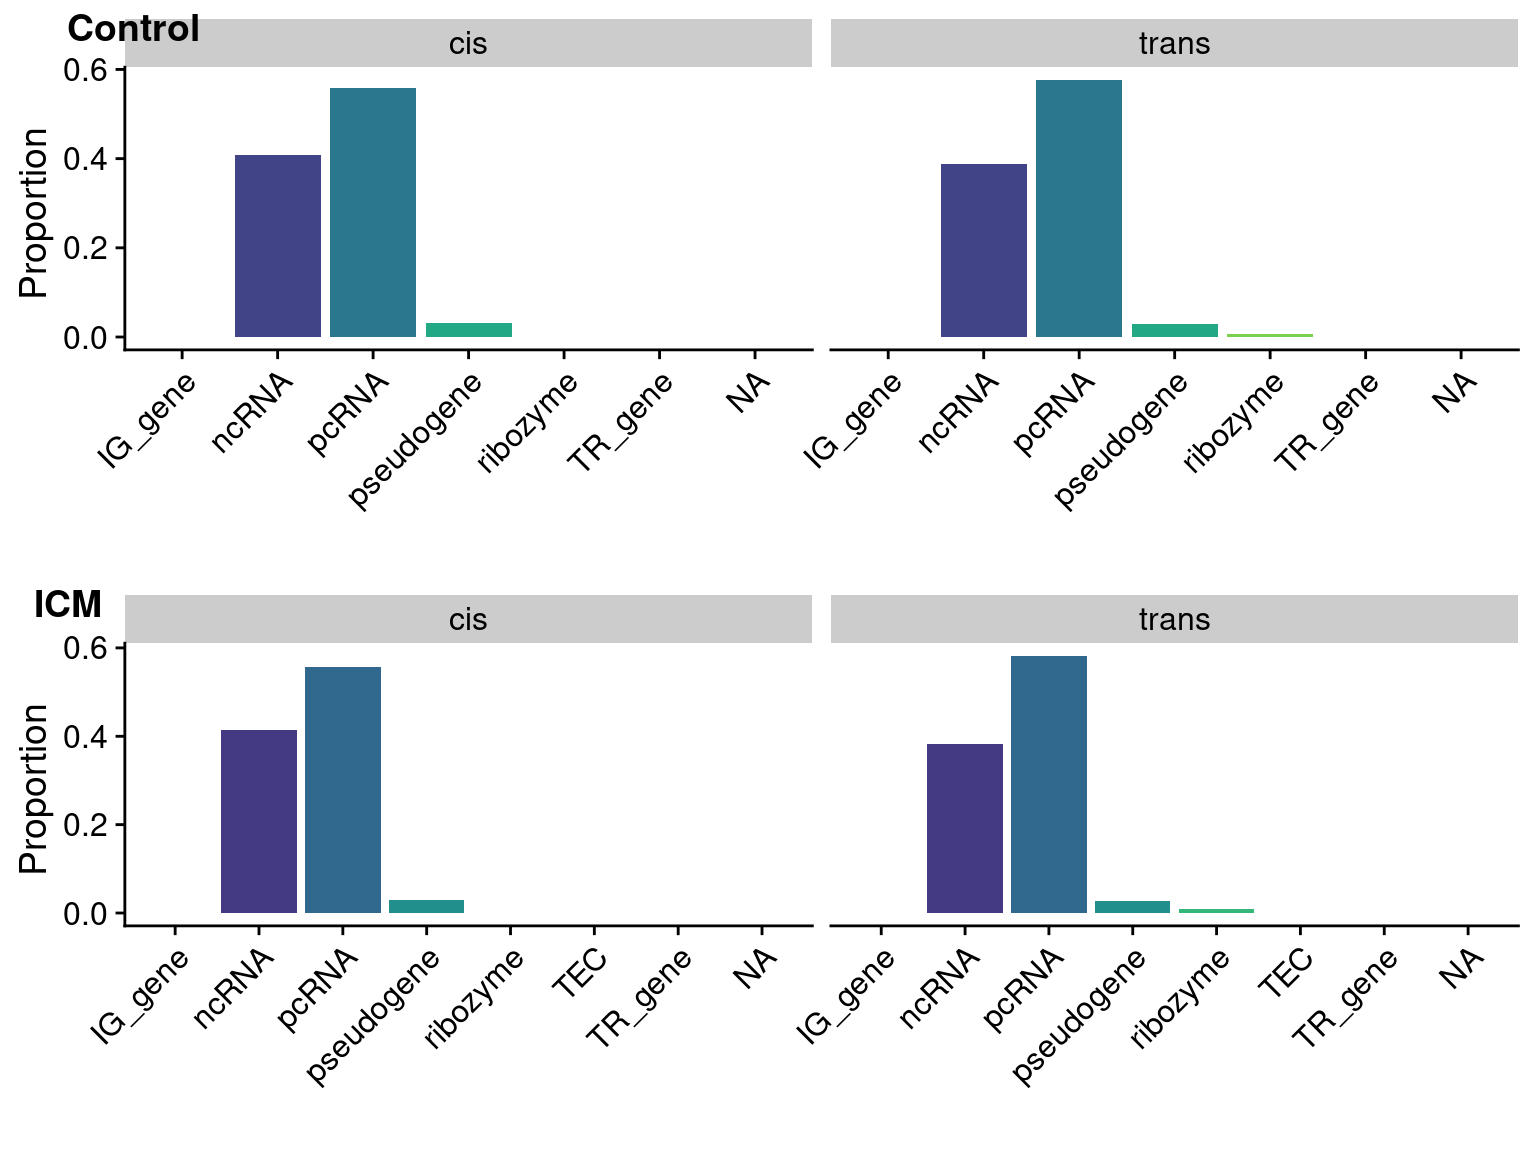 Control
cis
trans
Proportion
0.6
0.4
0.2
0.0
IG_gene
ncRNA
pcRNA
pseudogene
ribozyme
TR_gene
NA
IG_gene
ncRNA
pcRNA
pseudogene
ribozyme
TR_gene
NA
ICM
cis
trans
Proportion
0.6
0.4
0.2
0.0
IG_gene
ncRNA
pcRNA
pseudogene
ribozyme
TEC
TR_gene
NA
IG_gene
ncRNA
pcRNA
pseudogene
ribozyme
TEC
TR_gene
NA